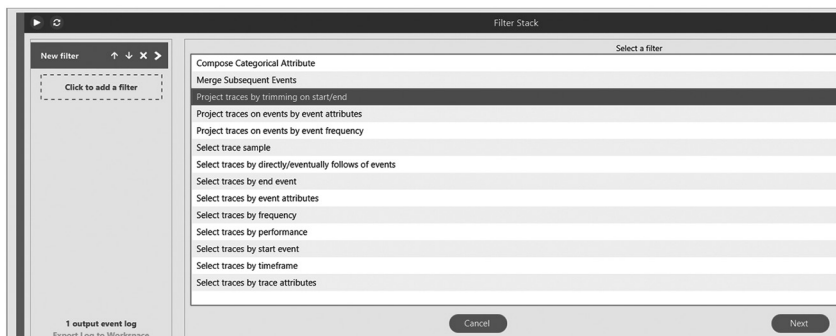 Filter Stack
New filter
Click to add a filter
1 output event log
Export Log to Workspace
Select a filter
Compose Categorical Attribute
Merge Subsequent Events
Project traces by trimming on start/end
Project traces on events by event attributes
Project traces on events by event frequency
Select trace sample
Select traces by directly/eventually follows of events
Select traces by end event
Select traces by event attributes
Select traces by frequency
Select traces by performance
Select traces by start event
Select traces by timeframe
Select traces by trace attributes
Cancel
Next